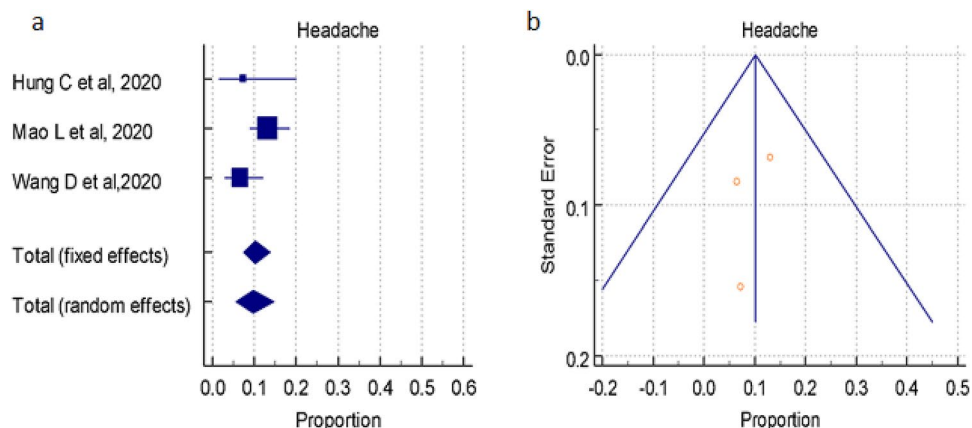 a
Headache
Hung C et al, 2020
Mao L et al, 2020
Wang D et al,2020
Total (fixed effects)
Total (random effects)
0.0 0.1 0.2 0.3 0.4 0.5 0.6
Proportion
b
Headache
Standard Error
0.0
0.1
0.2
-0.2 -0.1 0.0 0.1 0.2 0.3 0.4 0.5
Proportion